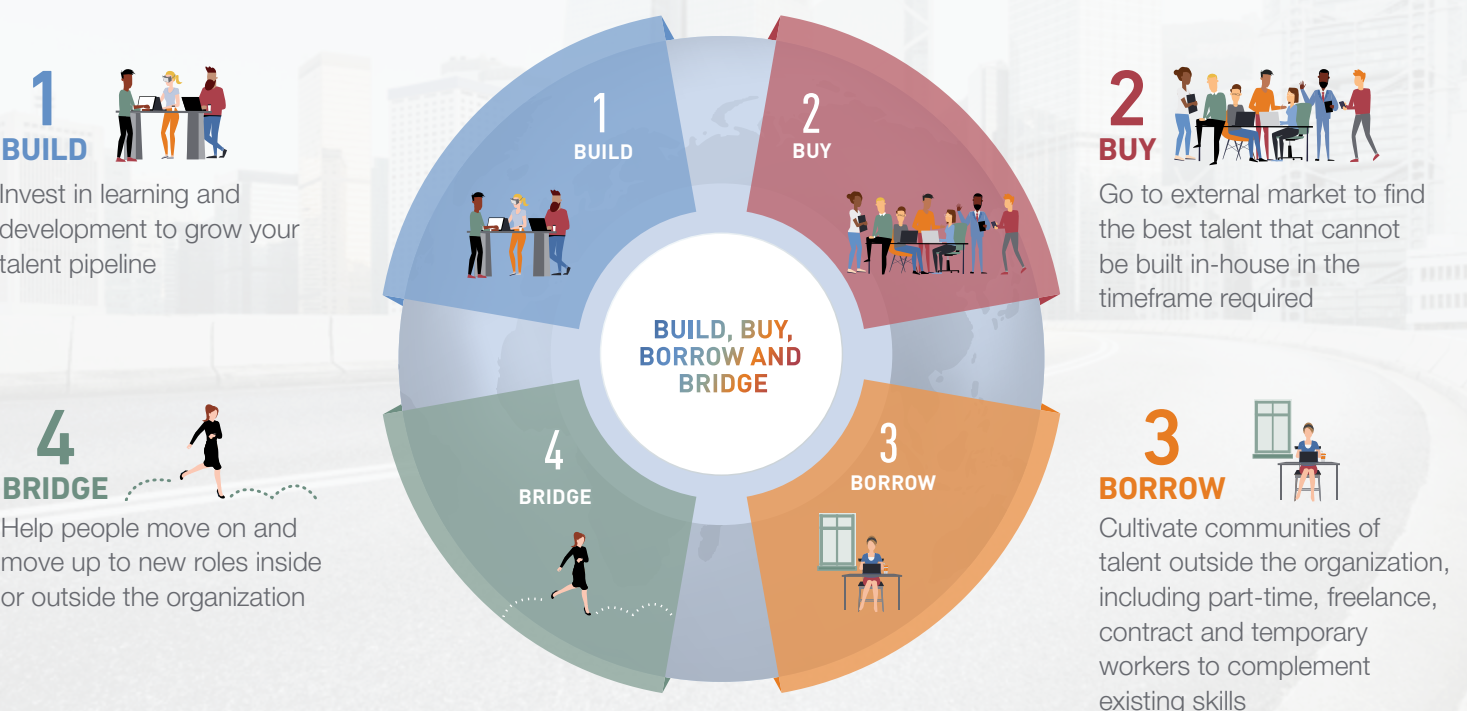 1
BUILD
Invest in learning and
development to grow your
talent pipeline
1
BUILD
2
BUY
2
BUY
Go to external market to find
the best talent that cannot
be built in-house in the
timeframe required
BUILD, BUY,
BORROW AND
BRIDGE
4
BRIDGE
Help people move on and
move up to new roles inside
or outside the organization
4
BRIDGE
3
BORROW
3
BORROW
Cultivate communities of
talent outside the organization,
including part-time, freelance,
contract and temporary
workers to complement
existing skills